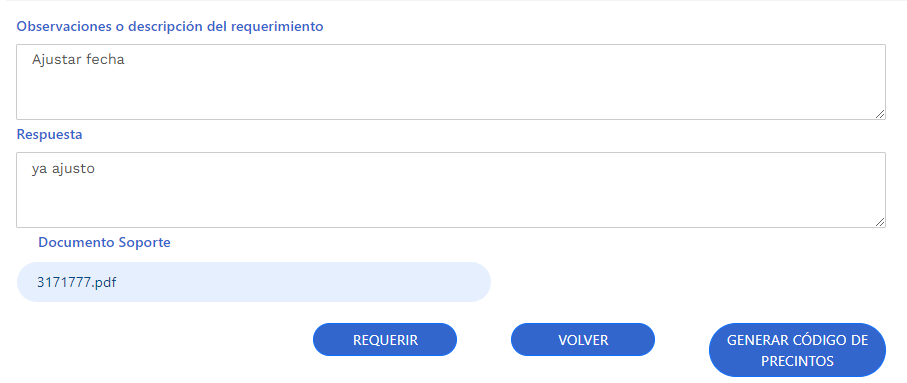 Observaciones o descripción del requerimiento
Ajustar fecha
Respuesta
ya ajusto
Documento Soporte
3171777.pdf
REQUERIR
VOLVER
GENERAR CÓDIGO DE
PRECINTOS